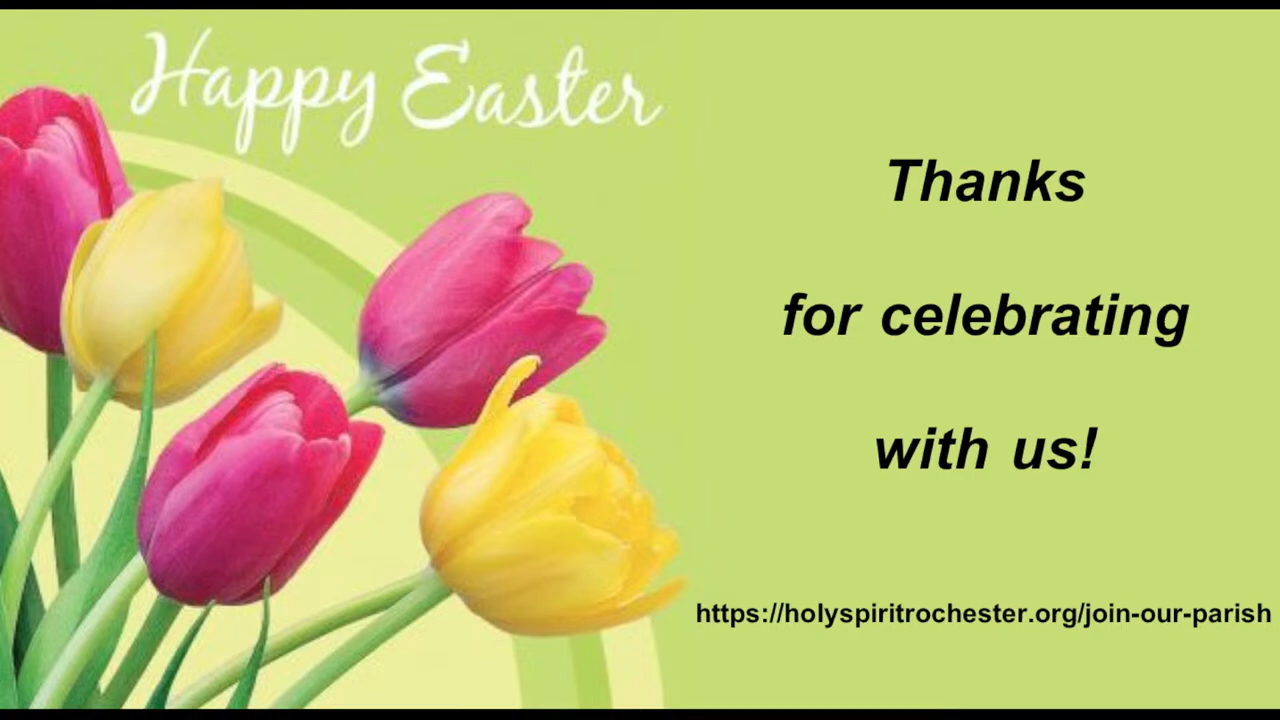 Happy Easter
Thanks
for celebrating
with us!
https://holyspiritrochester.org/join-our-parish